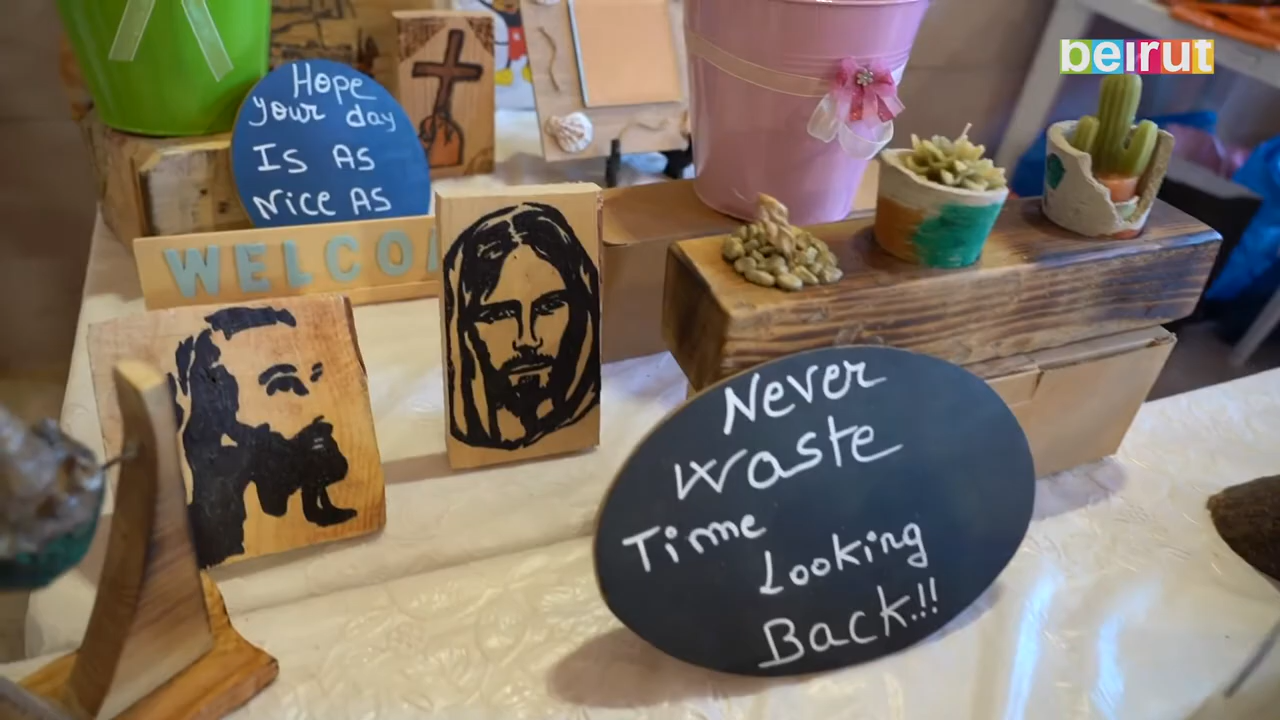 beirut
Hope
your day
Is As
Nice As
WELCO
Never
Waste
Time
Looking
Back!!